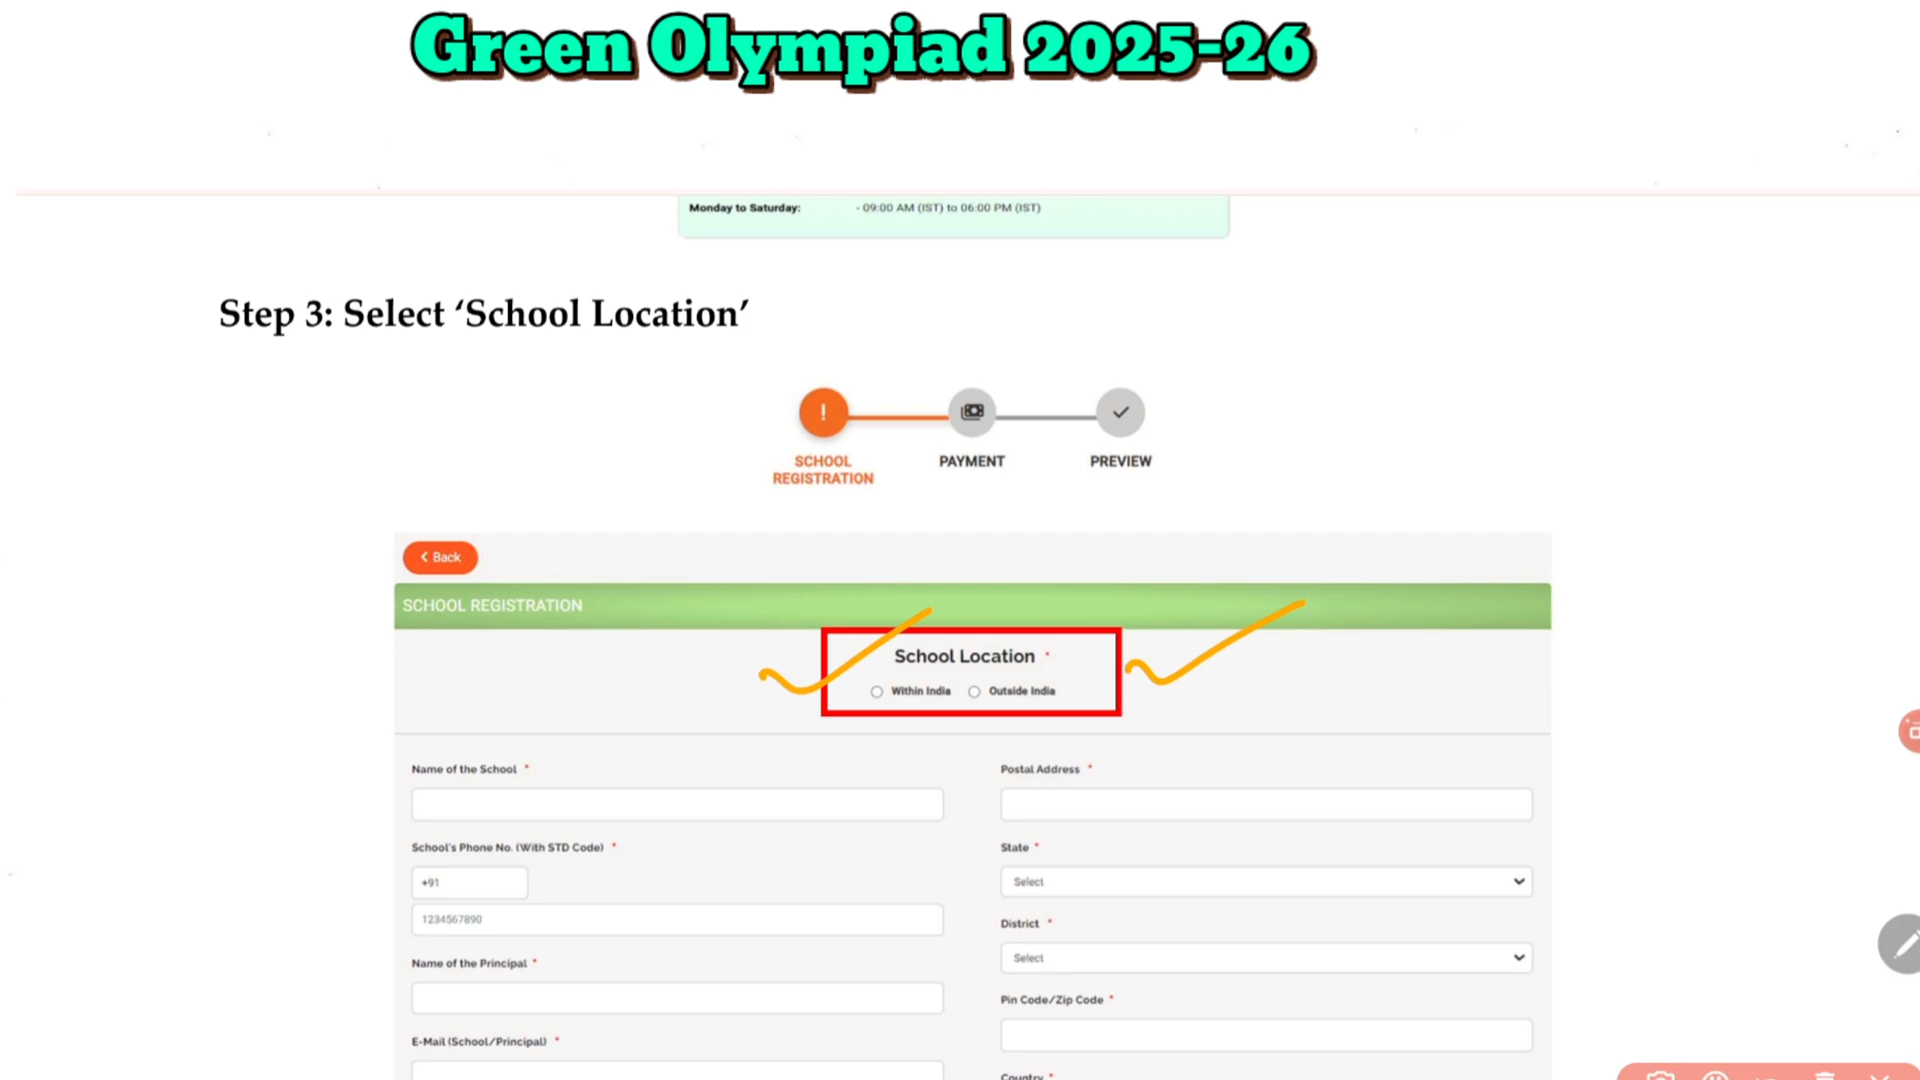 Green Olympiad 2025-26
Monday to Saturday: - 09:00 AM (IST) to 06:00 PM (IST)
Step 3: Select ‘School Location’
!
SCHOOL REGISTRATION
PAYMENT
PREVIEW
Back
SCHOOL REGISTRATION
School Location *
Within India Outside India
Name of the School *
Postal Address *
School's Phone No. (With STD Code) *
+91
1234567890
State *
Select
District *
Select
Name of the Principal *
Pin Code/Zip Code *
E-Mail (School/Principal) *
Country *